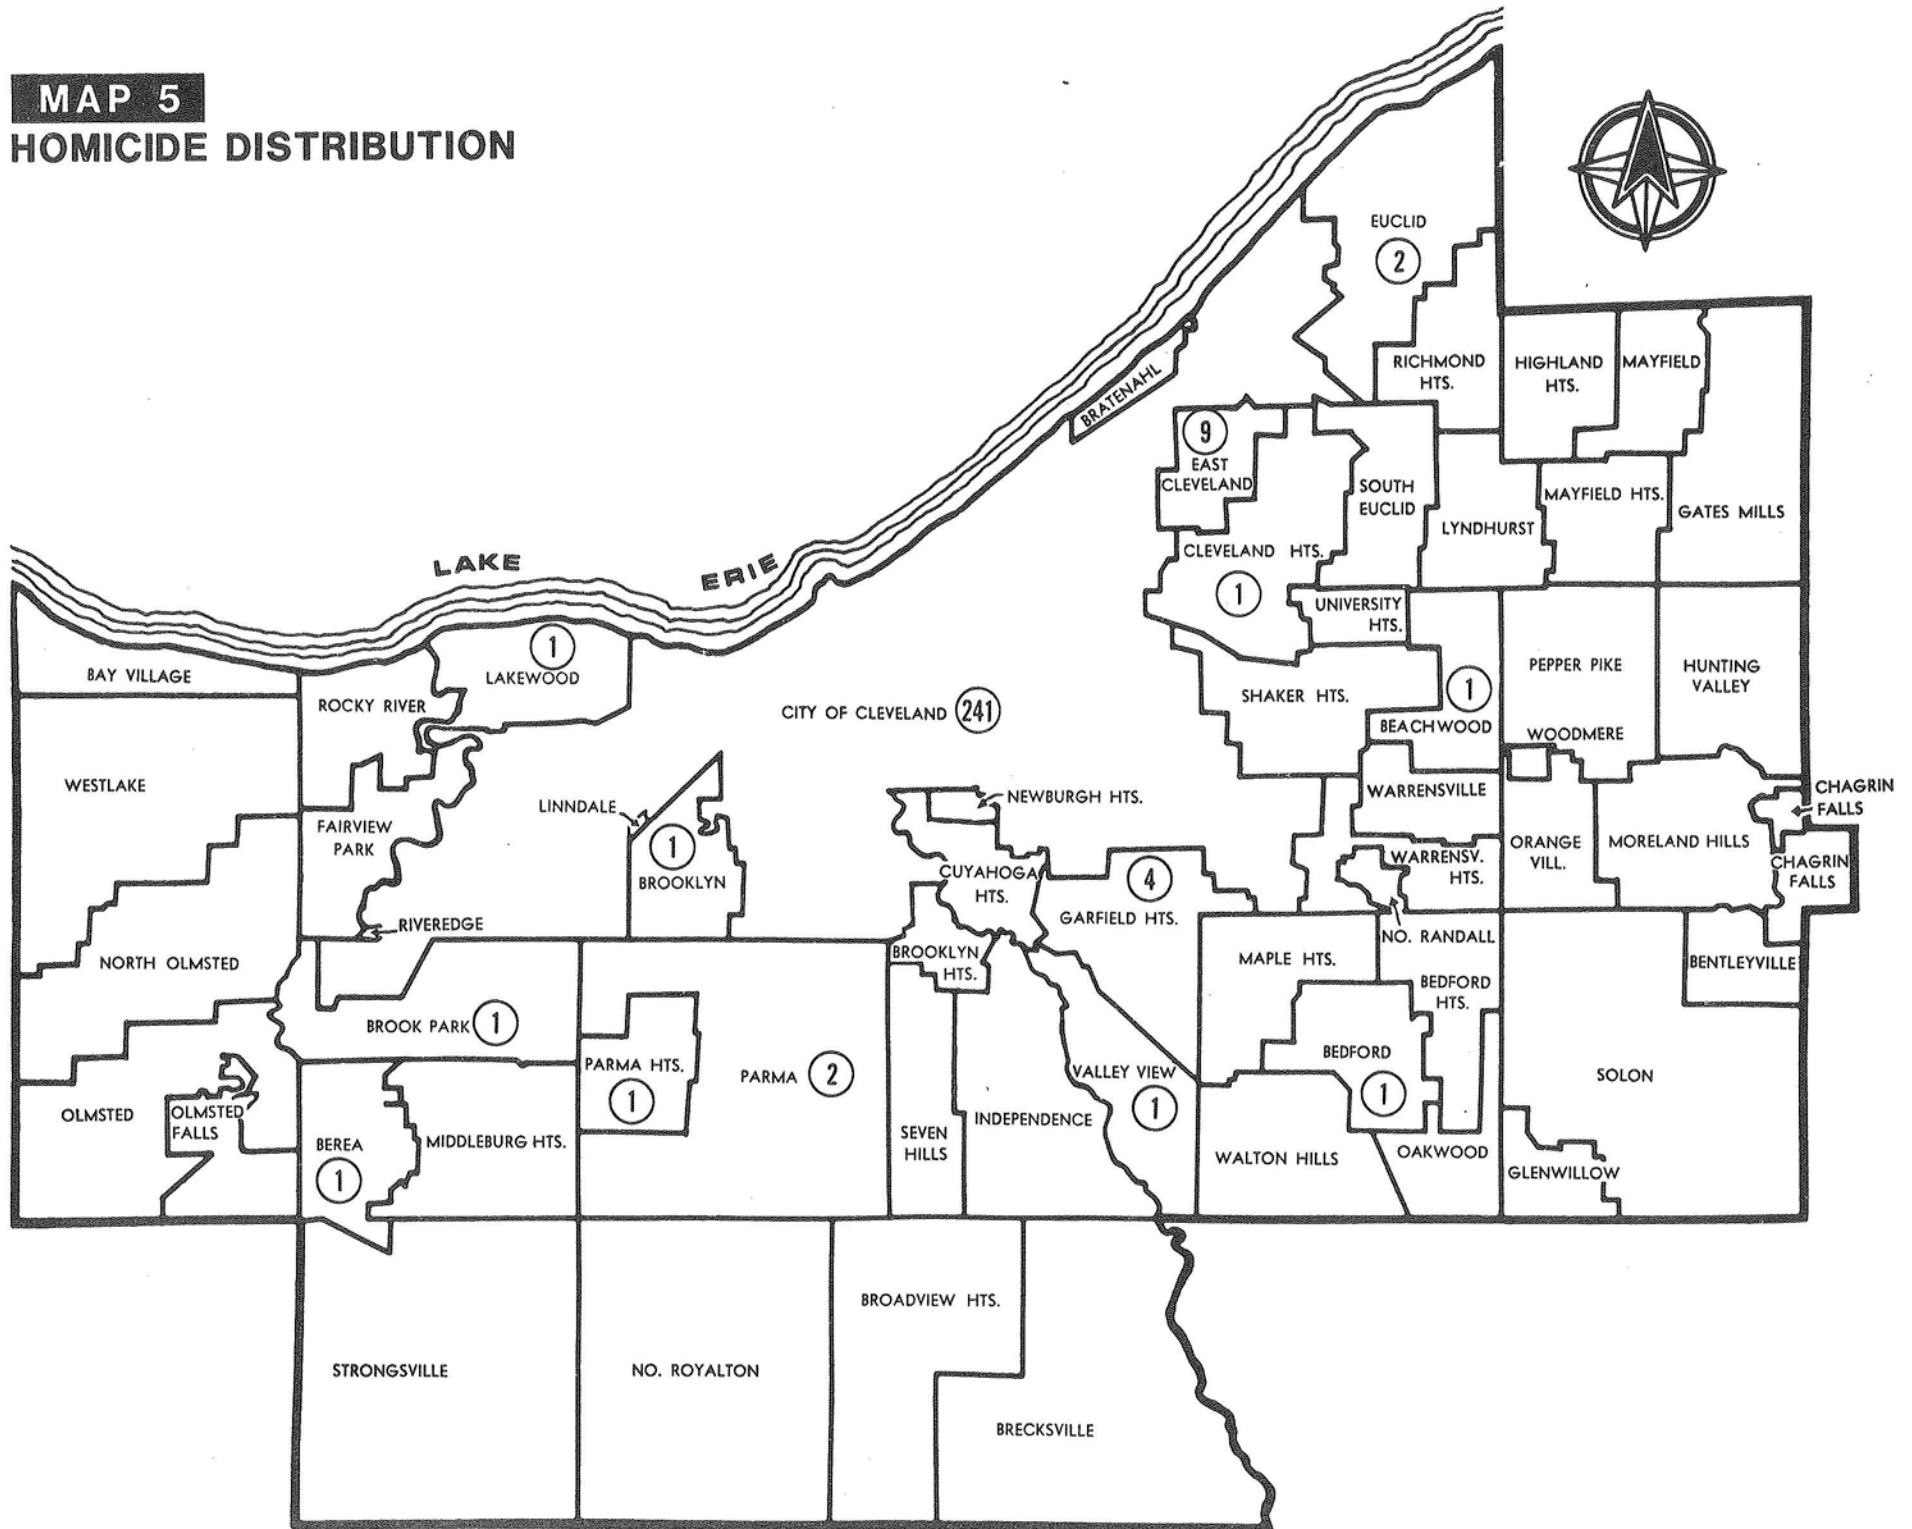 MAP 5
HOMICIDE DISTRIBUTION
EUCLID
2
RICHMOND
HTS.
HIGHLAND
HTS.
MAYFIELD
BRATENAHL
9
EAST
CLEVELAND
SOUTH
EUCLID
MAYFIELD HTS.
GATES MILLS
LYNDHURST
CLEVELAND HTS.
1
LAKE ERIE
UNIVERSITY
HTS.
1
LAKEWOOD
BAY VILLAGE
ROCKY RIVER
PEPPER PIKE
HUNTING
VALLEY
SHAKER HTS.
1
BEACHWOOD
CITY OF CLEVELAND 241
WOODMERE
WESTLAKE
LINNDALE
NEWBURGH HTS.
WARRENSVILLE
CHAGRIN
FALLS
FAIRVIEW
PARK
1
BROOKLYN
ORANGE
VILL.
MORELAND HILLS
WARRENSV.
HTS.
CHAGRIN
FALLS
CUYAHOGA
HTS.
4
GARFIELD HTS.
RIVEREDGE
NO. RANDALL
BROOKLYN
HTS.
MAPLE HTS.
NORTH OLMSTED
BENTLEYVILLE
BEDFORD
HTS.
BROOK PARK 1
BEDFORD
1
PARMA HTS.
1
PARMA 2
VALLEY VIEW
1
SOLON
OLMSTED
OLMSTED
FALLS
INDEPENDENCE
SEVEN
HILLS
BEREA
1
MIDDLEBURG HTS.
WALTON HILLS
OAKWOOD
GLENWILLOW
BROADVIEW HTS.
STRONGSVILLE
NO. ROYALTON
BRECKSVILLE